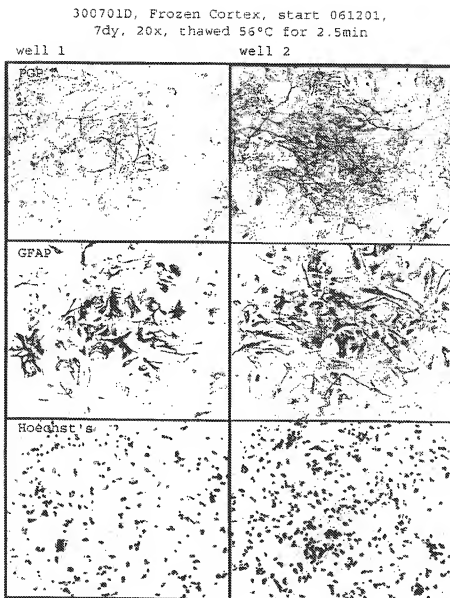 300701D, Frozen Cortex, start 061201,
7dy, 20x, thawed 56°C for 2.5min
well 1 well 2
PGP
GFAP
Hoechst's